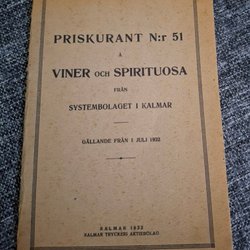 PRISKURANT N:r 51
Å
VINER OCH SPIRITUOSA
FRÅN
SYSTEMBOLAGET I KALMAR
GÄLLANDE FRÅN 1 JULI 1932
KALMAR 1932
KALMAR TRYCKERI AKTIEBOLAG